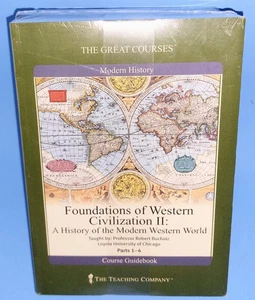 THE GREAT COURSES®
Modern History
Foundations of Western
Civilization II:
A History of the Modern Western World
Taught by: Professor Robert Bucholz
Loyola University of Chicago
Parts 1–4
Course Guidebook
THE TEACHING COMPANY®